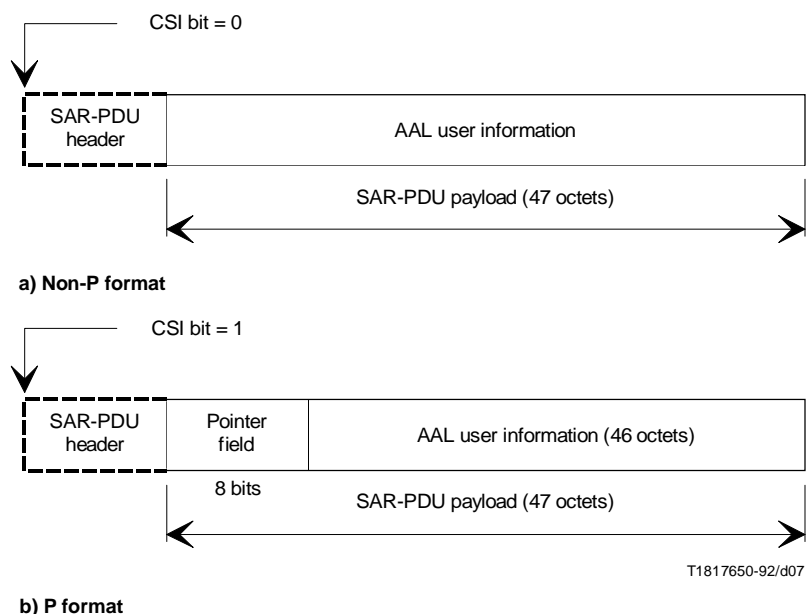 CSI bit = 0
SAR-PDU
header
AAL user information
SAR-PDU payload (47 octets)
a) Non-P format
CSI bit = 1
SAR-PDU
header
Pointer
field
AAL user information (46 octets)
8 bits
SAR-PDU payload (47 octets)
T1817650-92/d07
b) P format